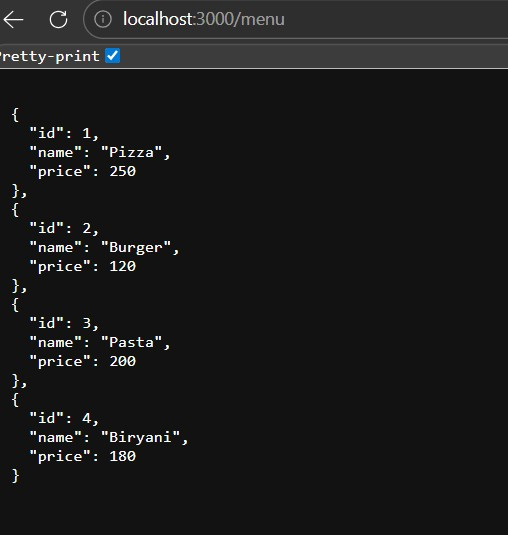 localhost:3000/menu
Pretty-print
{
"id": 1,
"name": "Pizza",
"price": 250
},
{
"id": 2,
"name": "Burger",
"price": 120
},
{
"id": 3,
"name": "Pasta",
"price": 200
},
{
"id": 4,
"name": "Biryani",
"price": 180
}